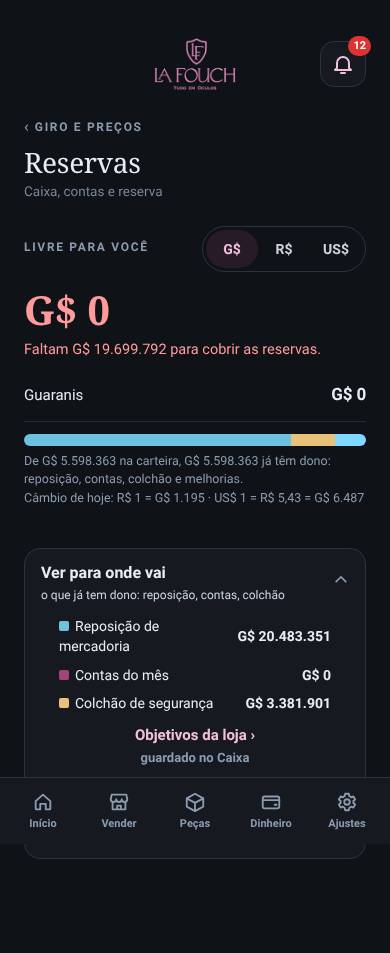 LA FOUCH
Tudo em Óculos
12
‹ GIRO E PREÇOS
Reservas
Caixa, contas e reserva
LIVRE PARA VOCÊ
G$ R$ US$
G$ 0
Faltam G$ 19.699.792 para cobrir as reservas.
Guaranis G$ 0
De G$ 5.598.363 na carteira, G$ 5.598.363 já têm dono:
reposição, contas, colchão e melhorias.
Câmbio de hoje: R$ 1 = G$ 1.195 · US$ 1 = R$ 5,43 = G$ 6.487
Ver para onde vai
o que já tem dono: reposição, contas, colchão
Reposição de
mercadoria G$ 20.483.351
Contas do mês G$ 0
Colchão de segurança G$ 3.381.901
Objetivos da loja ›
guardado no Caixa
Início Vender Peças Dinheiro Ajustes